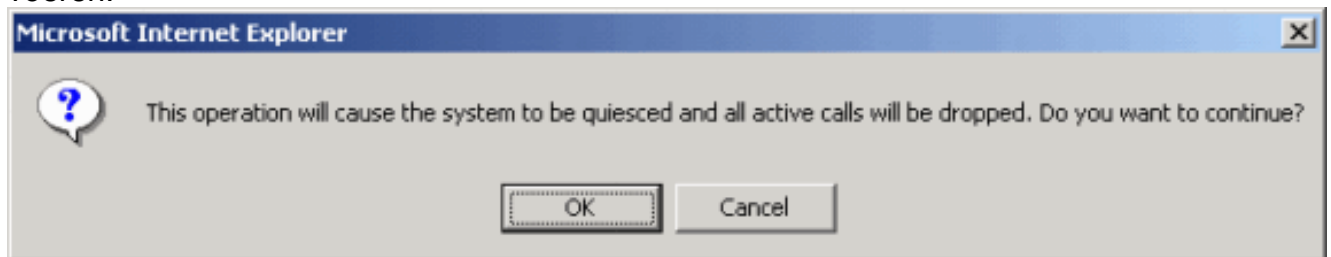 Microsoft Internet Explorer
This operation will cause the system to be quiesced and all active calls will be dropped. Do you want to continue?
OK Cancel